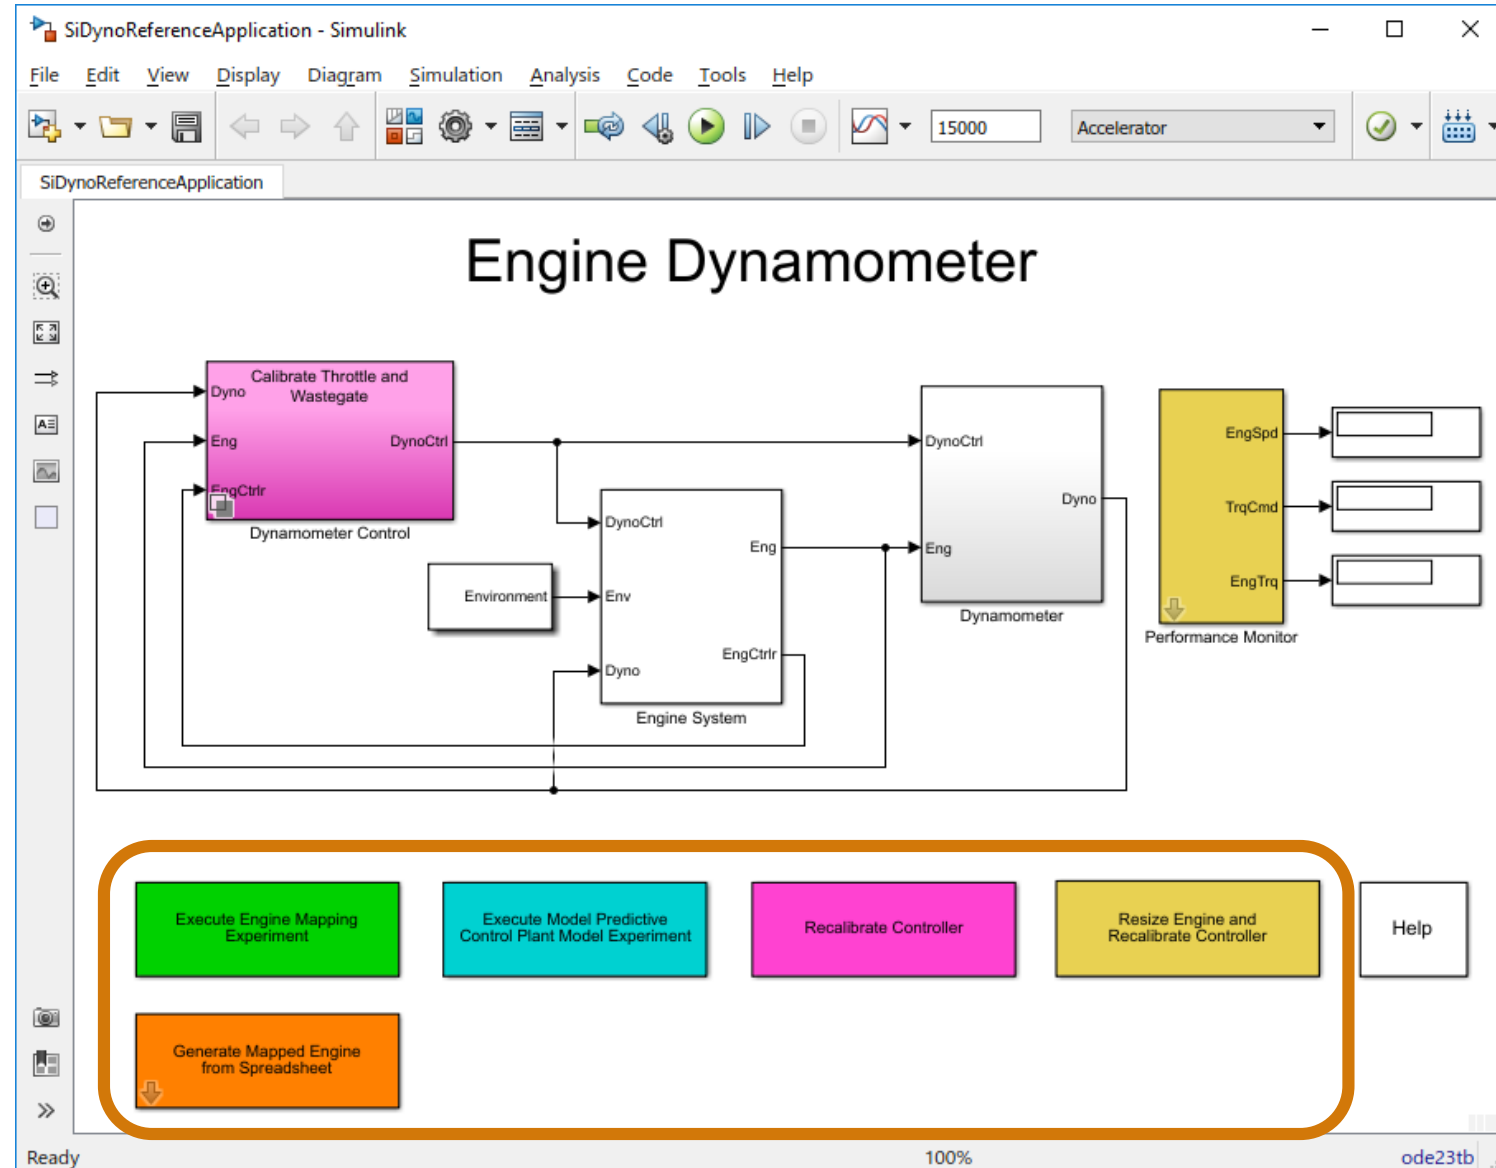 SiDynoReferenceApplication - Simulink
File Edit View Display Diagram Simulation Analysis Code Tools Help
15000 Accelerator
SiDynoReferenceApplication
Engine Dynamometer
Calibrate Throttle and
Wastegate
Dyno
Eng
EngCtrlr
DynoCtrl
Dynamometer Control
Environment
DynoCtrl
Env
Dyno
Eng
EngCtrlr
Engine System
DynoCtrl
Eng
Dyno
Dynamometer
EngSpd
TrqCmd
EngTrq
Performance Monitor
Execute Engine Mapping
Experiment
Execute Model Predictive
Control Plant Model Experiment
Recalibrate Controller
Resize Engine and
Recalibrate Controller
Help
Generate Mapped Engine
from Spreadsheet
Ready 100% ode23tb